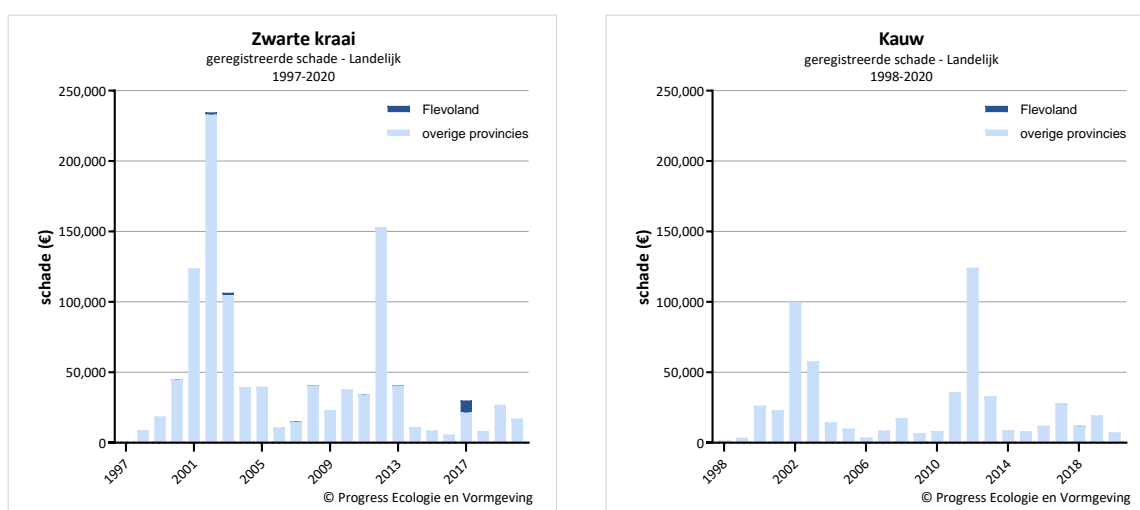 Zwarte kraai
geregistreerde schade - Landelijk
1997-2020
250,000
200,000
150,000
100,000
50,000
0
schade (€)
Flevoland
overige provincies
1997
2001
2005
2009
2013
2017
© Progress Ecologie en Vormgeving
Kauw
geregistreerde schade - Landelijk
1998-2020
250,000
200,000
150,000
100,000
50,000
0
schade (€)
Flevoland
overige provincies
1998
2002
2006
2010
2014
2018
© Progress Ecologie en Vormgeving